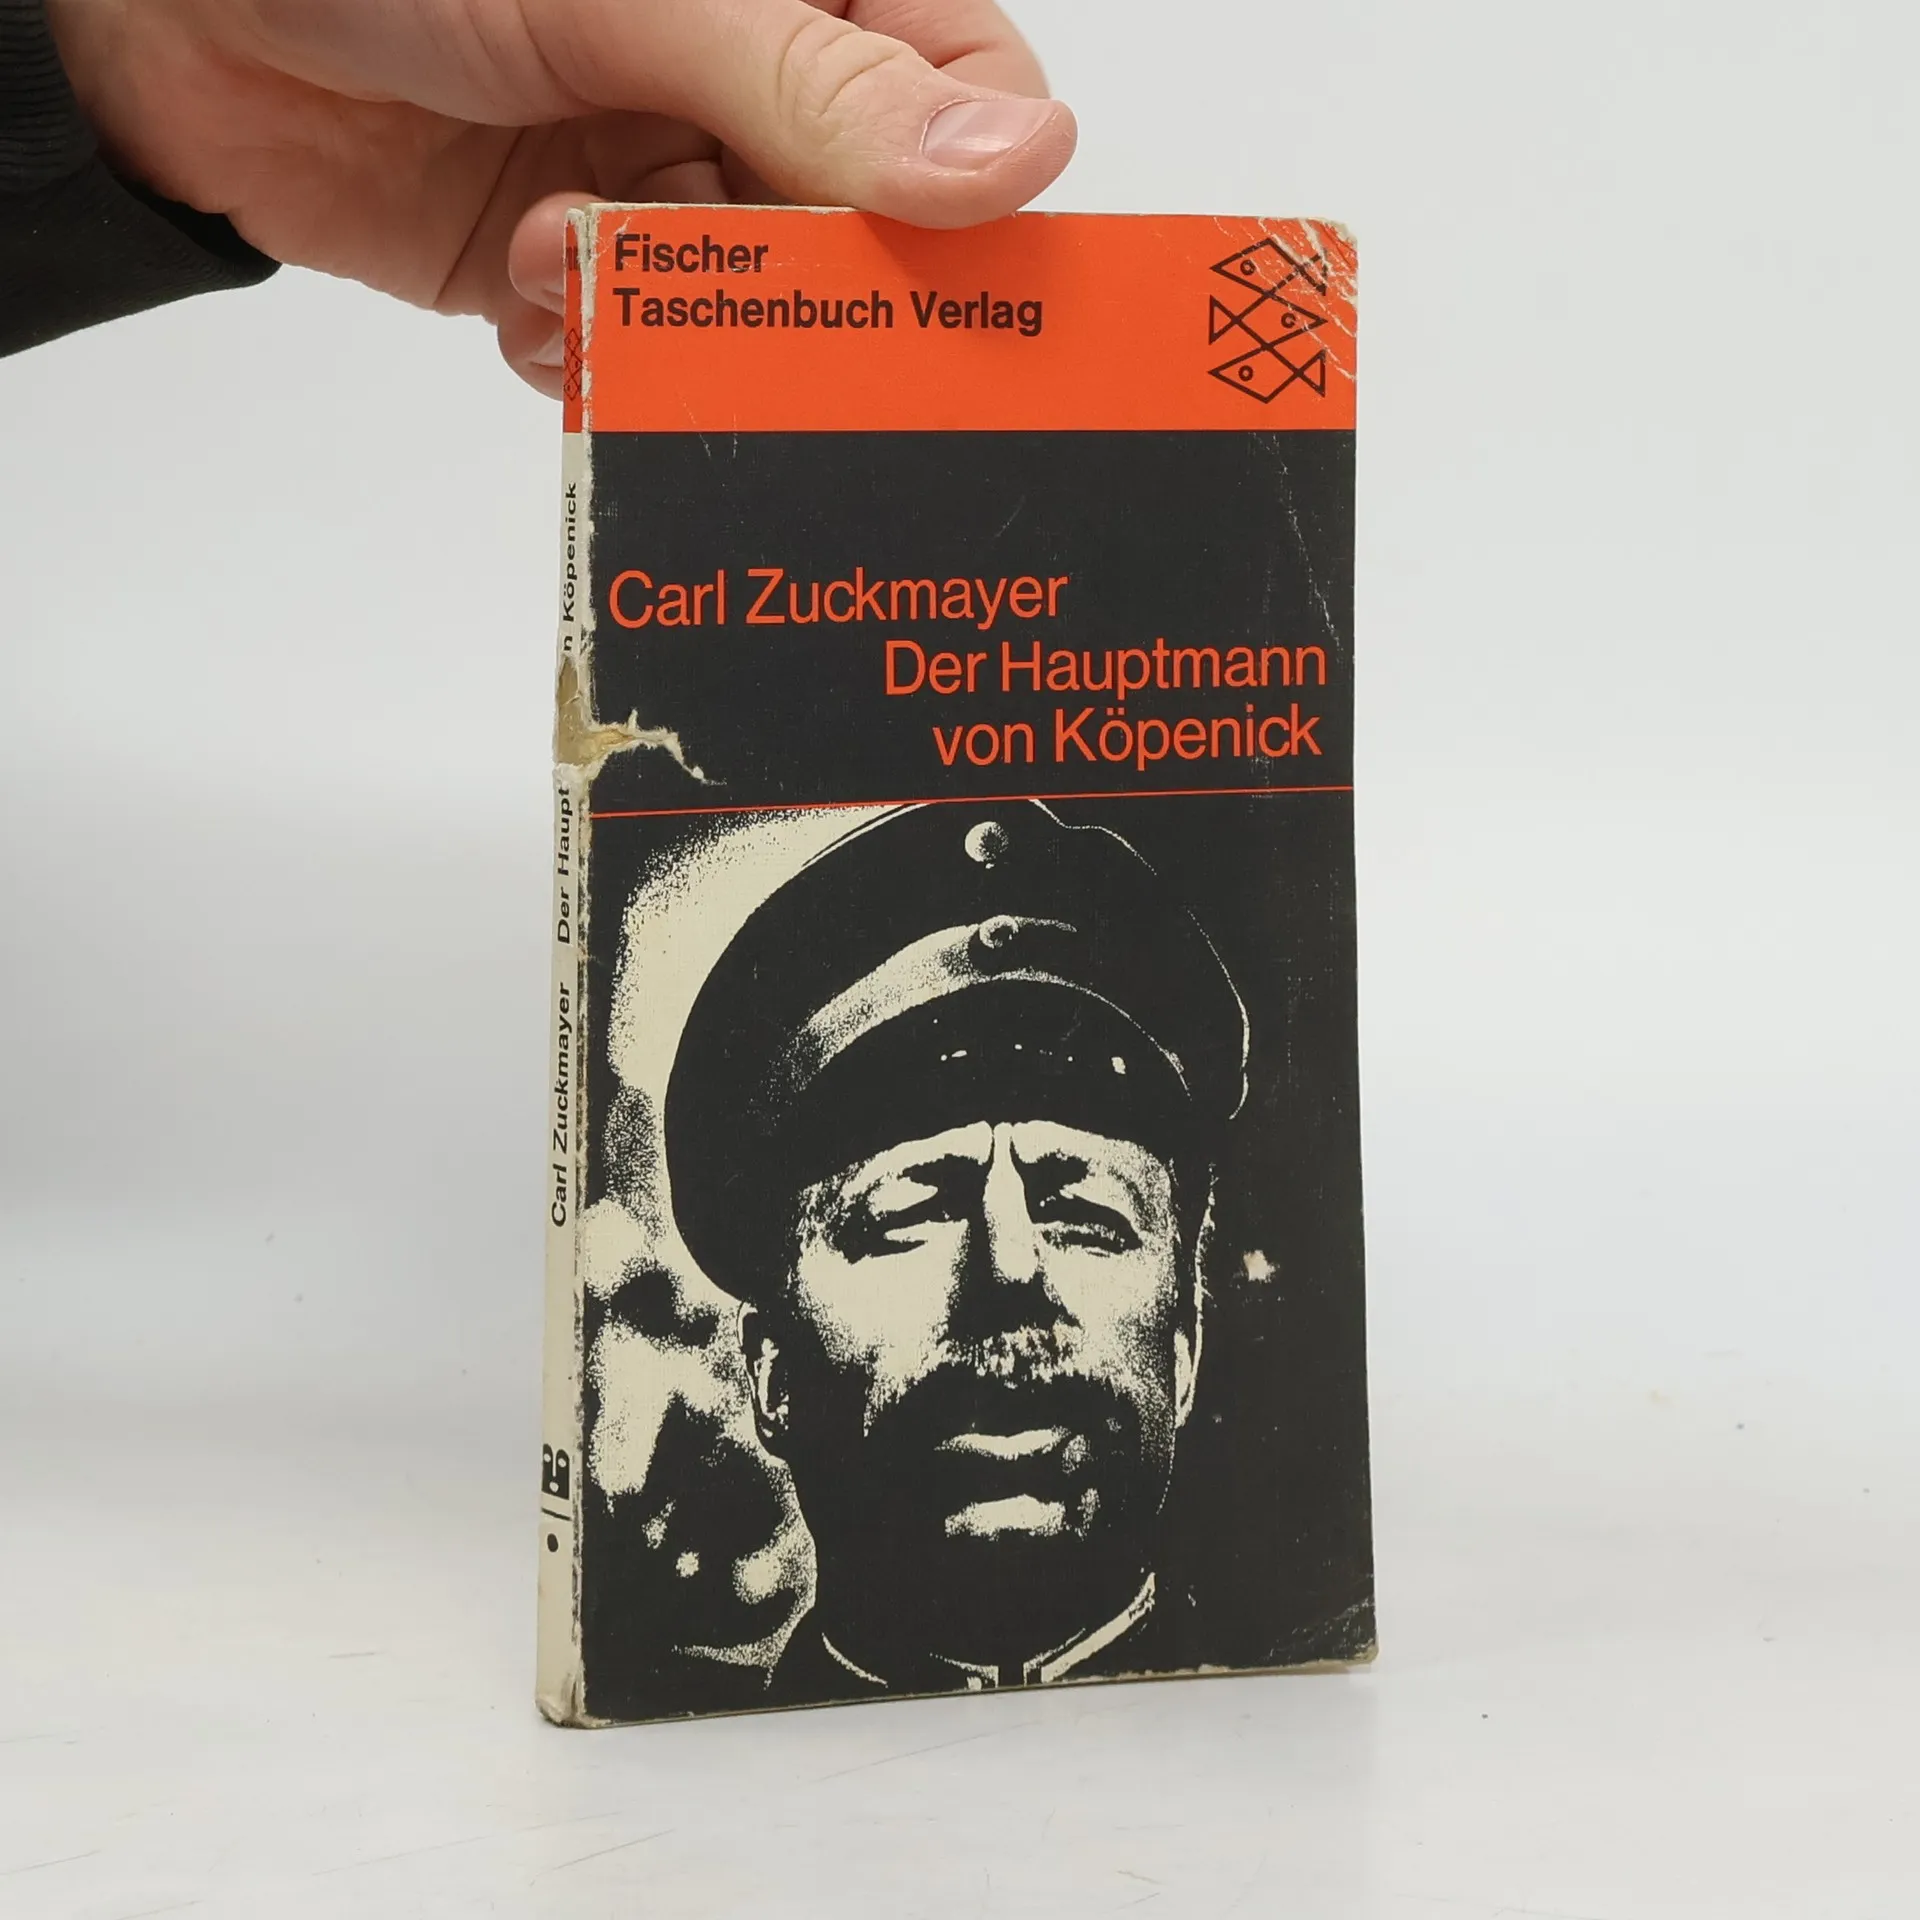 Fischer
Taschenbuch Verlag
Carl Zuckmayer
Der Hauptmann
von Köpenick
Carl Zuckmayer Der Haupt
n Köpenick